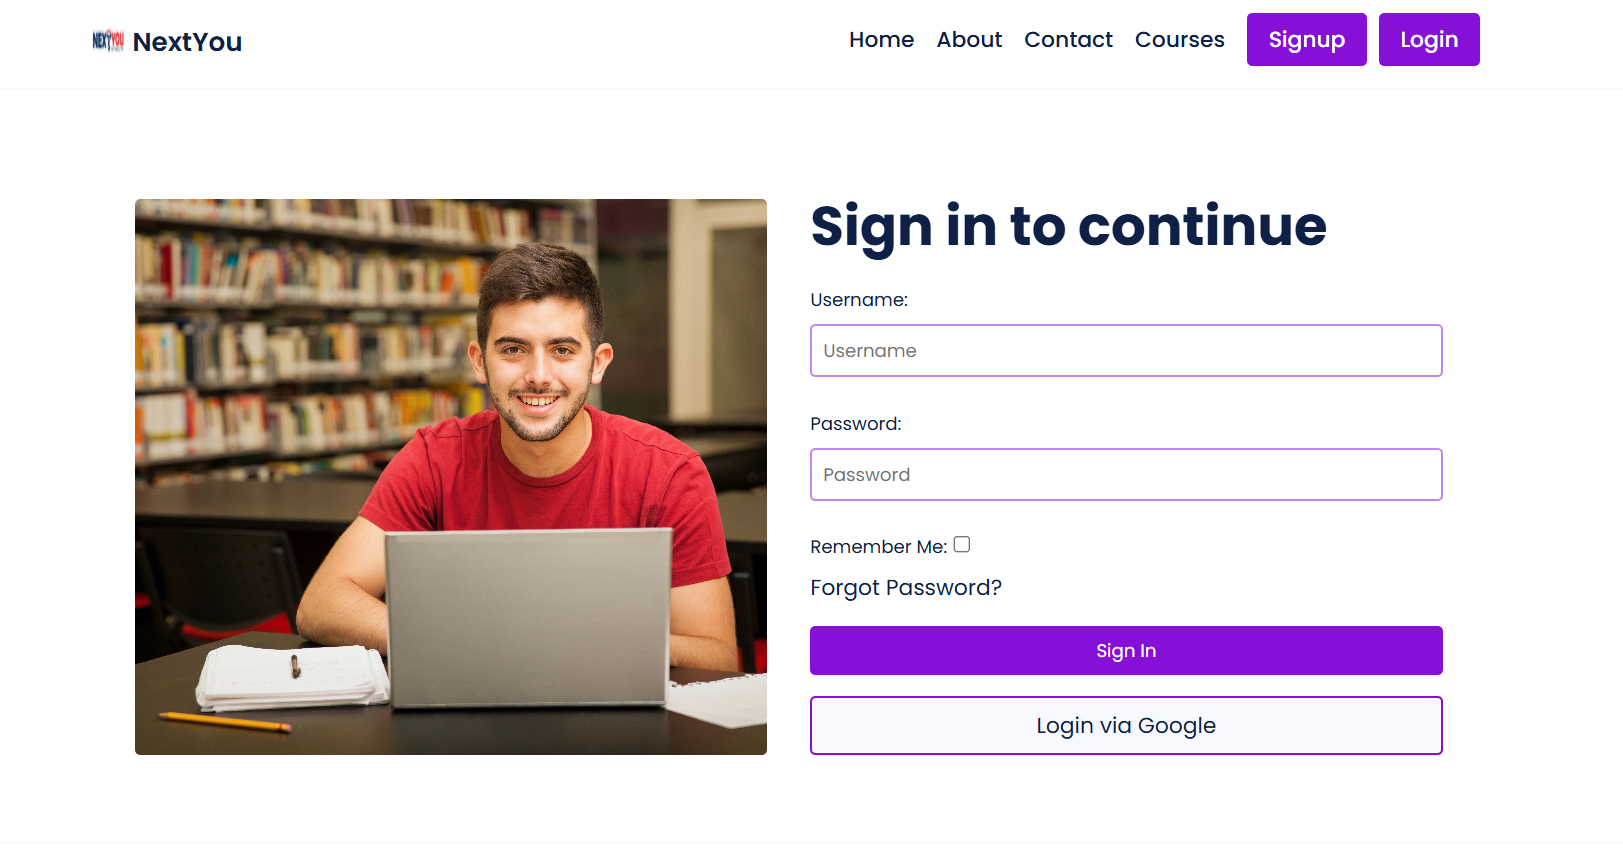 NEXTYOU NextYou
Home About Contact Courses Signup Login
Sign in to continue
Username:
Username
Password:
Password
Remember Me:
Forgot Password?
Sign In
Login via Google